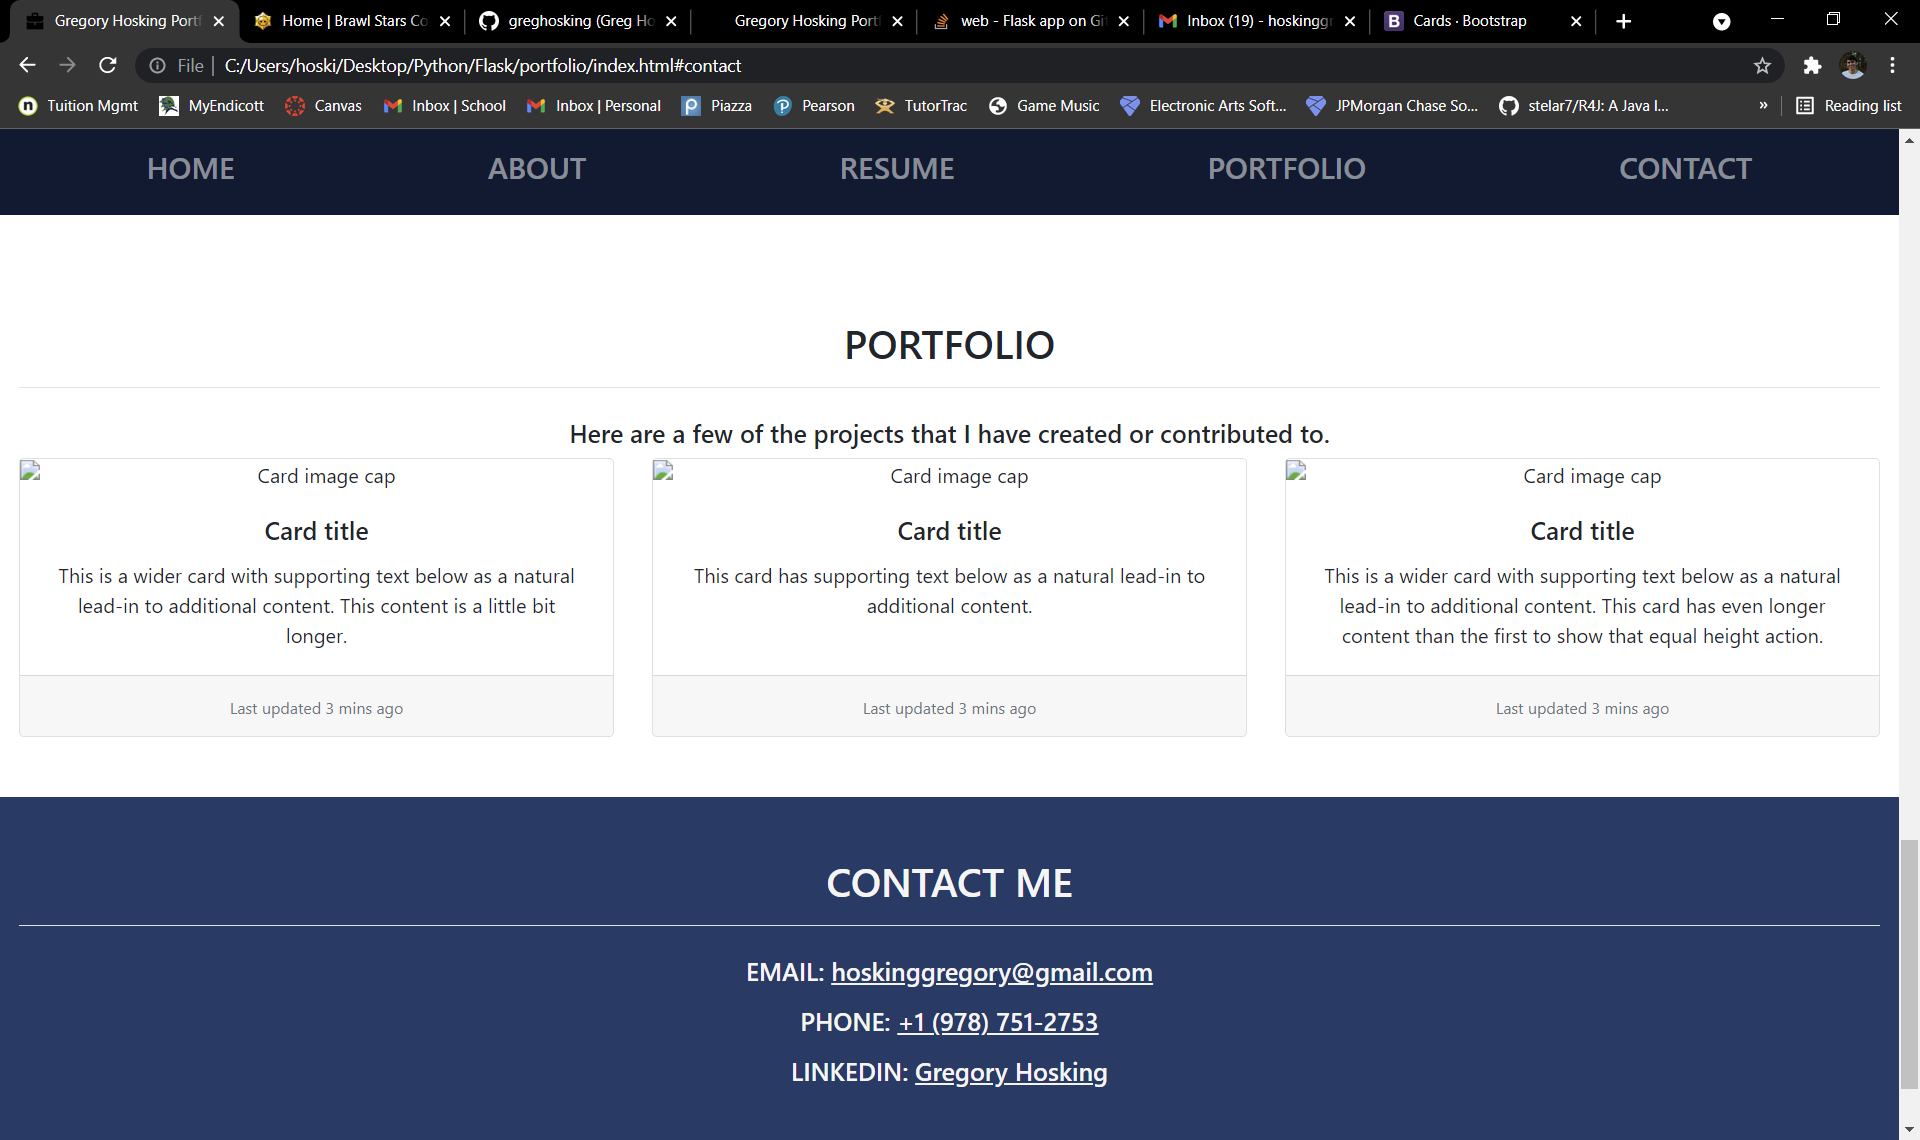 Gregory Hosking Portf
Home | Brawl Stars Co
greghosking (Greg Ho
Gregory Hosking Portf
web - Flask app on Git
Inbox (19) - hoskinggr
Cards · Bootstrap
File | C:/Users/hoski/Desktop/Python/Flask/portfolio/index.html#contact
Tuition Mgmt MyEndicott Canvas Inbox | School Inbox | Personal Piazza Pearson TutorTrac Game Music Electronic Arts Soft... JPMorgan Chase So... stelar7/R4J: A Java l... » Reading list
HOME ABOUT RESUME PORTFOLIO CONTACT
PORTFOLIO
Here are a few of the projects that I have created or contributed to.
Card image cap
Card title
This is a wider card with supporting text below as a natural
lead-in to additional content. This content is a little bit
longer.
Last updated 3 mins ago
Card image cap
Card title
This card has supporting text below as a natural lead-in to
additional content.
Last updated 3 mins ago
Card image cap
Card title
This is a wider card with supporting text below as a natural
lead-in to additional content. This card has even longer
content than the first to show that equal height action.
Last updated 3 mins ago
CONTACT ME
EMAIL: hoskinggregory@gmail.com
PHONE: +1 (978) 751-2753
LINKEDIN: Gregory Hosking